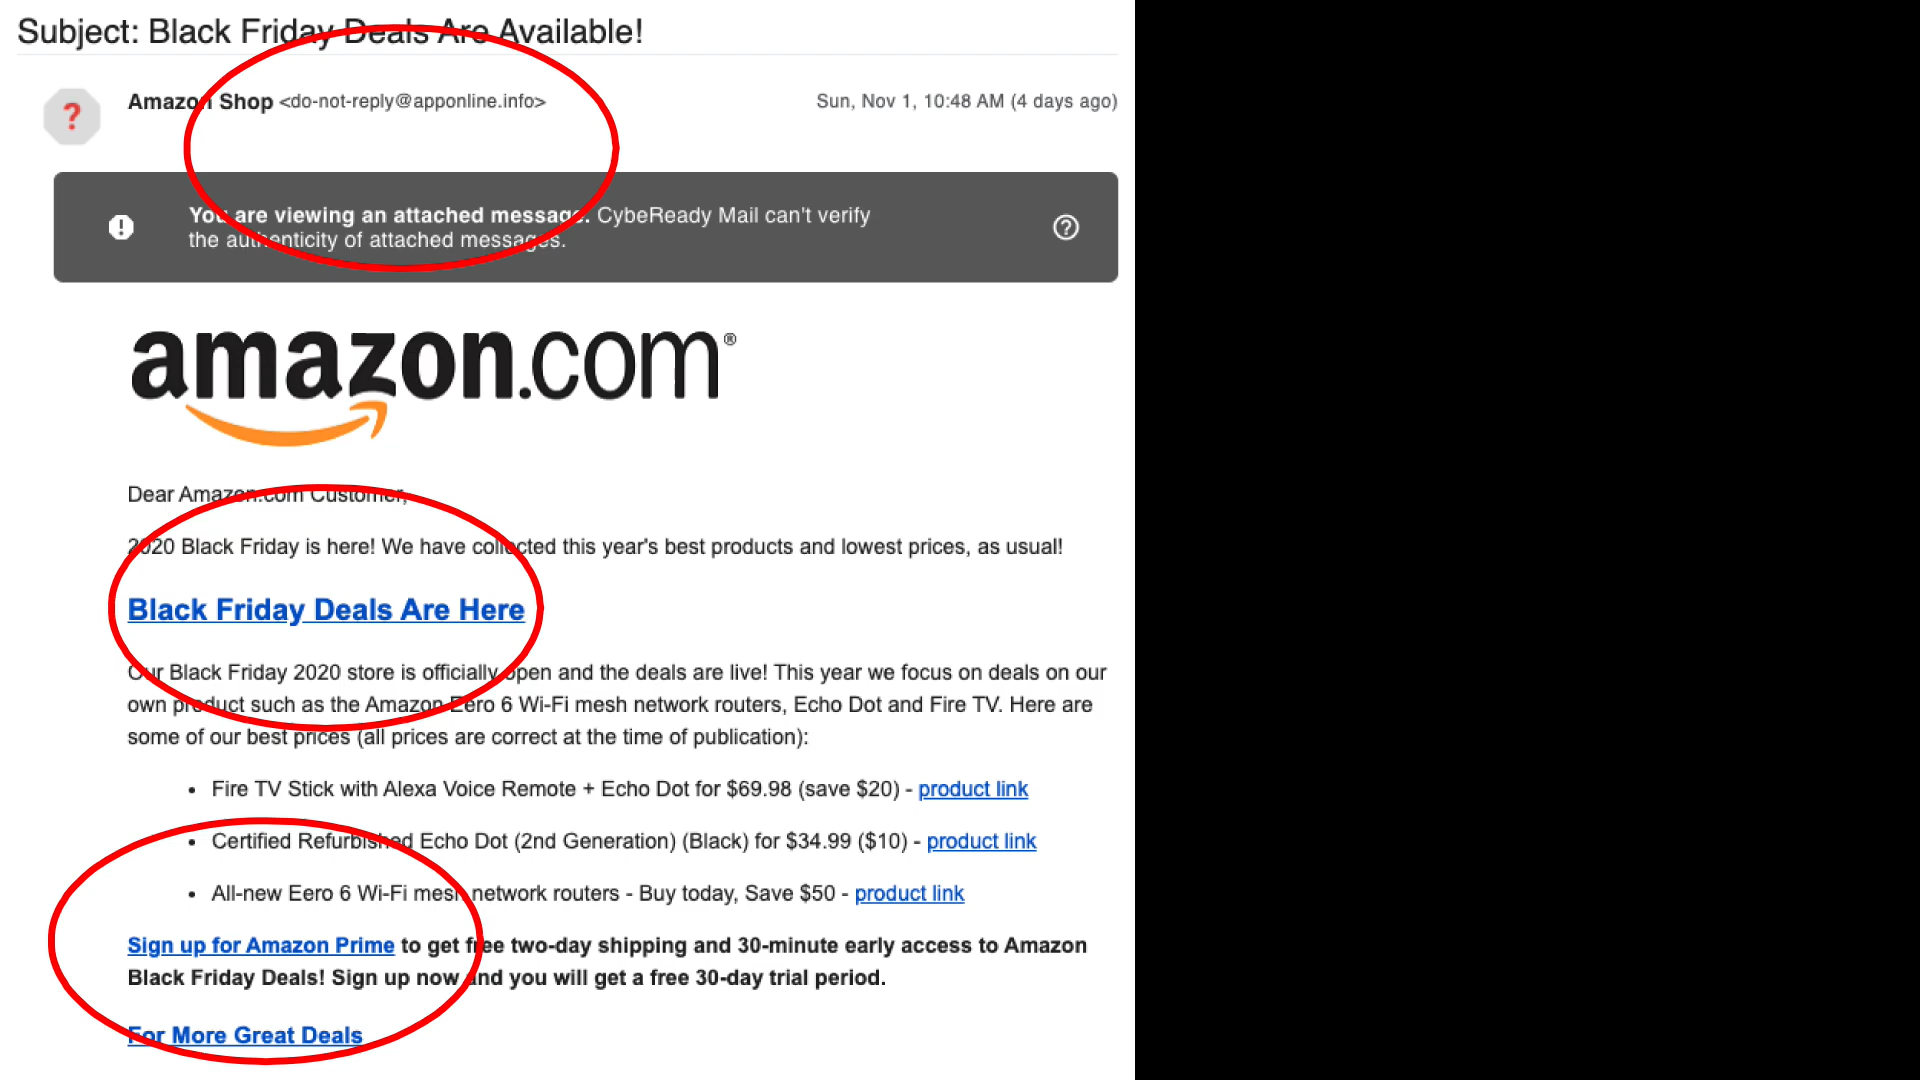 Subject: Black Friday Deals Are Available!
Amazon Shop <do-not-reply@apponline.info>
Sun, Nov 1, 10:48 AM (4 days ago)
?
You are viewing an attached message. CybeReady Mail can't verify
the authenticity of attached messages.
amazon.com®
Dear Amazon.com Customer,
2020 Black Friday is here! We have collected this year's best products and lowest prices, as usual!
Black Friday Deals Are Here
Our Black Friday 2020 store is officially open and the deals are live! This year we focus on deals on our
own product such as the Amazon Eero 6 Wi-Fi mesh network routers, Echo Dot and Fire TV. Here are
some of our best prices (all prices are correct at the time of publication):
• Fire TV Stick with Alexa Voice Remote + Echo Dot for $69.98 (save $20) - product link
• Certified Refurbished Echo Dot (2nd Generation) (Black) for $34.99 ($10) - product link
• All-new Eero 6 Wi-Fi mesh network routers - Buy today, Save $50 - product link
Sign up for Amazon Prime to get free two-day shipping and 30-minute early access to Amazon
Black Friday Deals! Sign up now and you will get a free 30-day trial period.
For More Great Deals